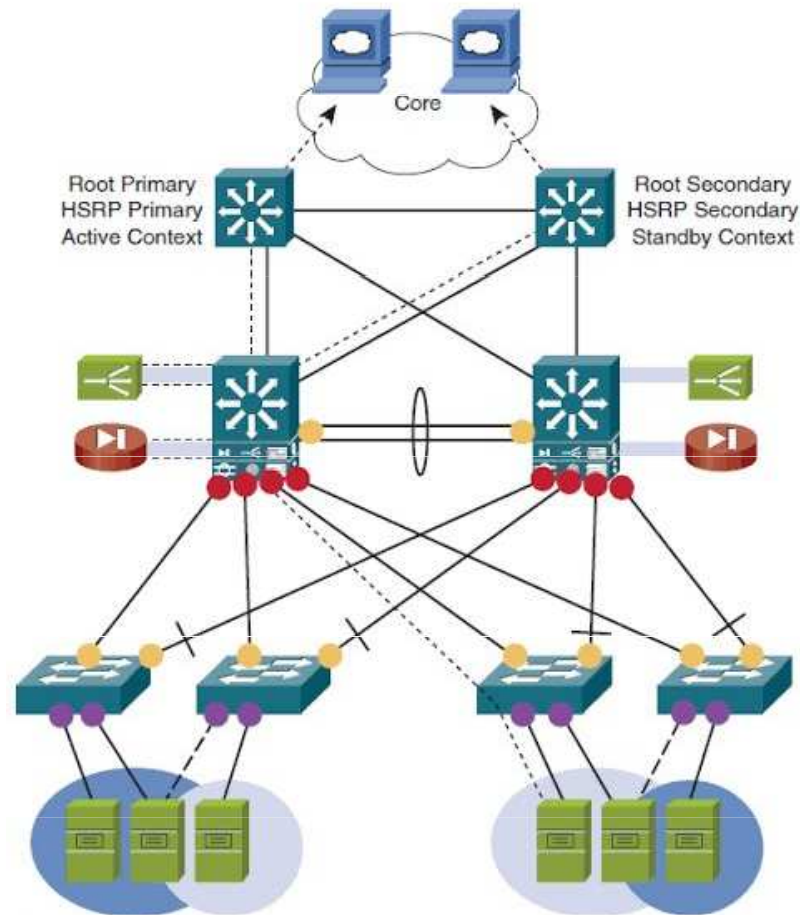 Core
Root Primary
HSRP Primary
Active Context
Root Secondary
HSRP Secondary
Standby Context